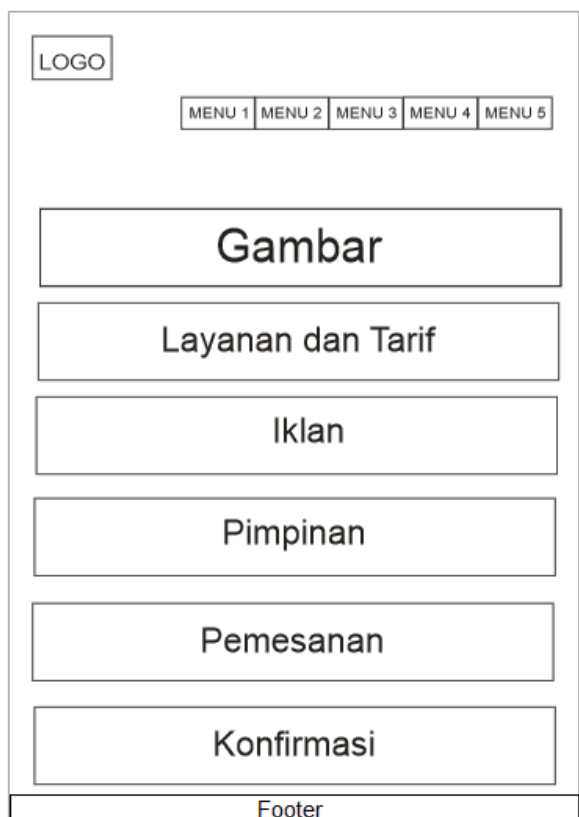 LOGO
MENU 1 MENU 2 MENU 3 MENU 4 MENU 5
Gambar
Layanan dan Tarif
Iklan
Pimpinan
Pemesanan
Konfirmasi
Footer